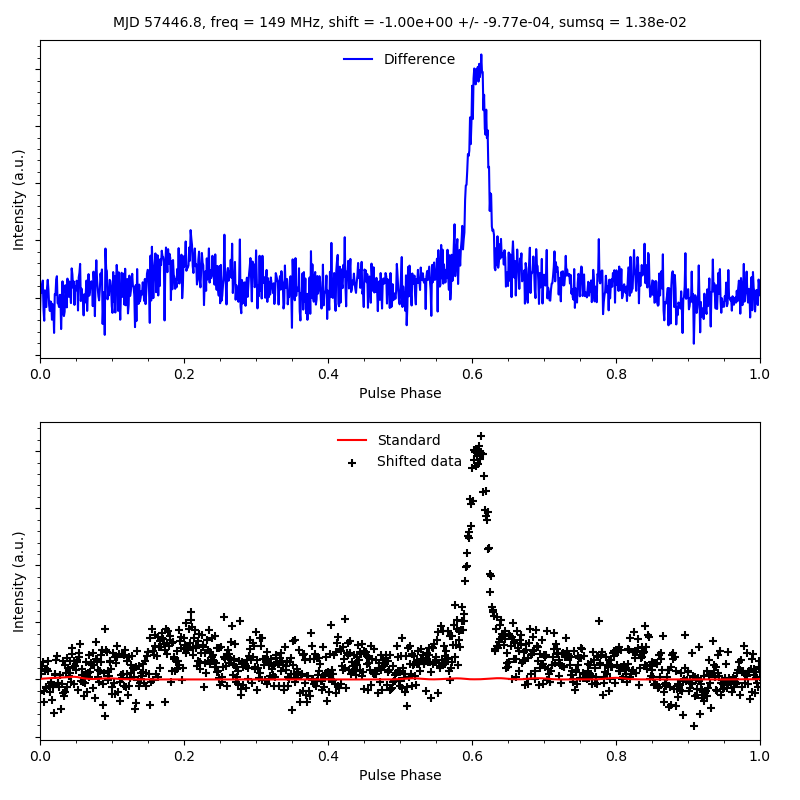 MJD 57446.8, freq = 149 MHz, shift = -1.00e+00 +/- -9.77e-04, sumsq = 1.38e-02
Difference
Intensity (a.u.)
0.0 0.2 0.4 0.6 0.8 1.0
Pulse Phase
Standard
Shifted data
Intensity (a.u.)
0.0 0.2 0.4 0.6 0.8 1.0
Pulse Phase